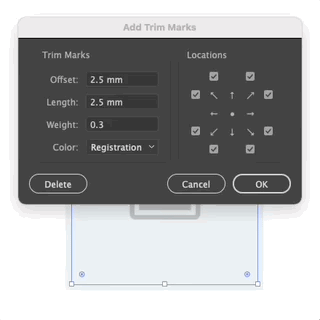 Add Trim Marks
Trim Marks
Locations
Offset: 2.5 mm
Length: 2.5 mm
Weight: 0.3
Color: Registration
Delete
Cancel
OK